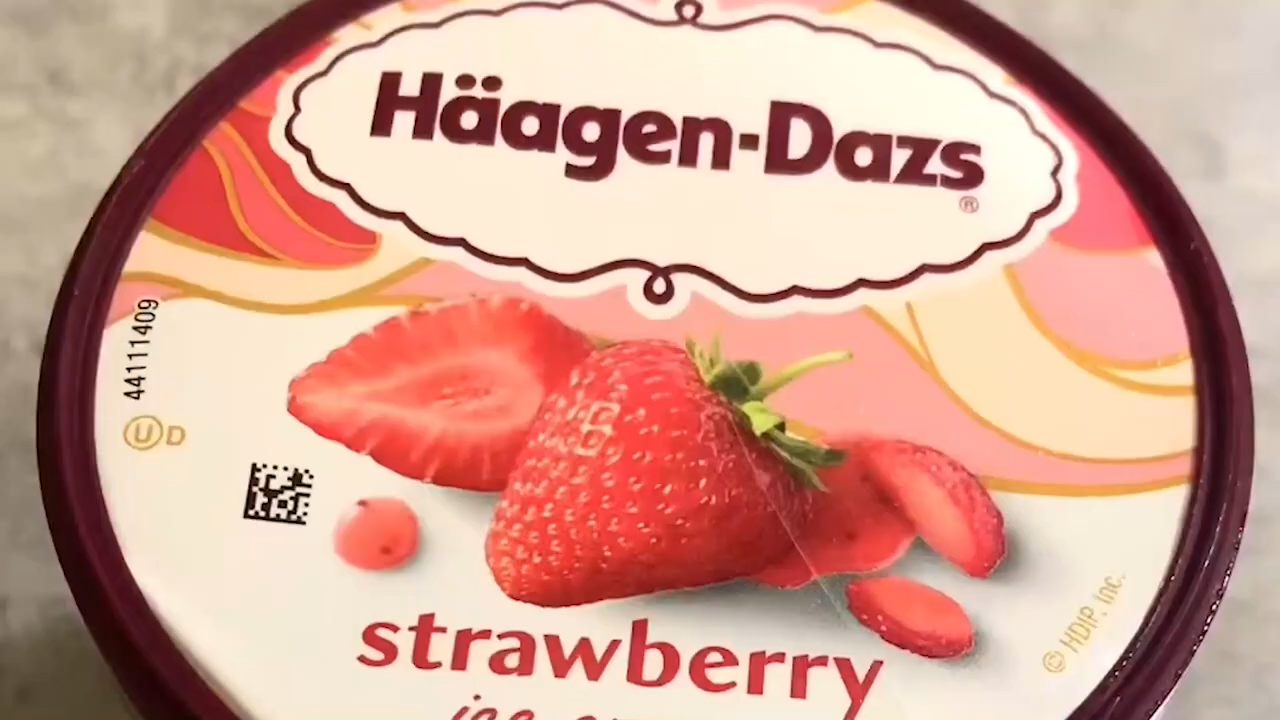 Häagen-Dazs
®
44111409
U D
strawberry
© HDIP, Inc.